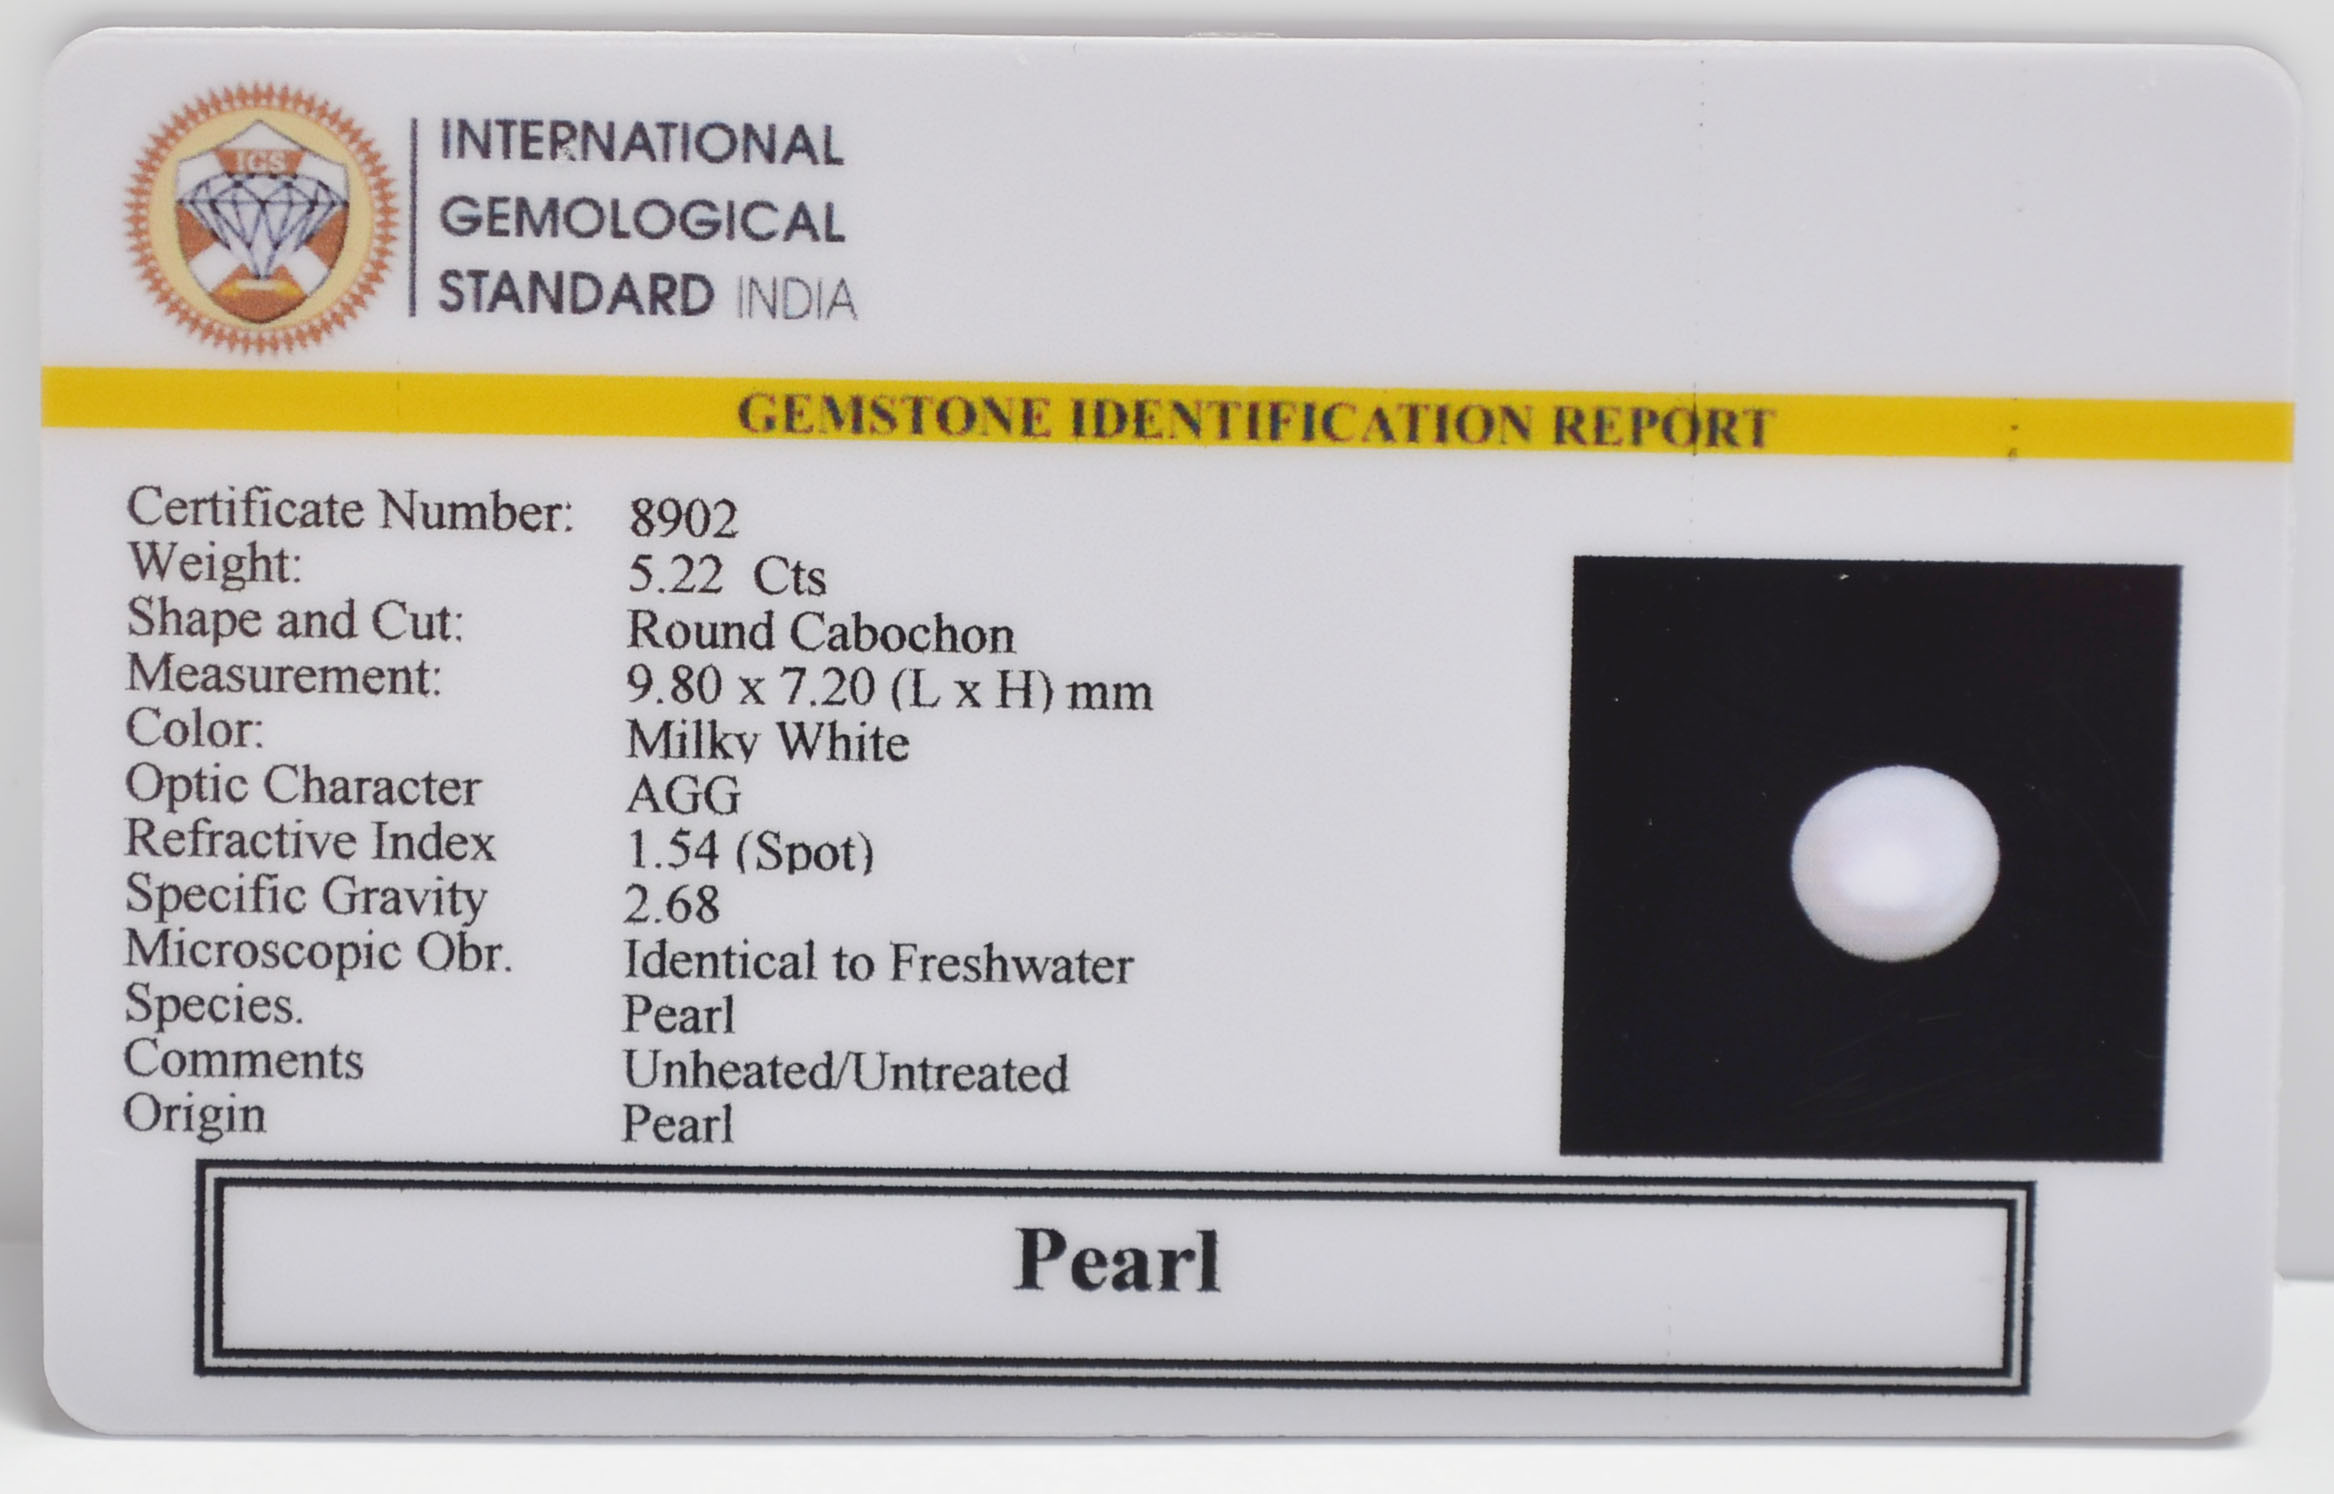 IGS
INTERNATIONAL
GEMOLOGICAL
STANDARD INDIA
GEMSTONE IDENTIFICATION REPORT
Certificate Number: 8902
Weight: 5.22 Cts
Shape and Cut: Round Cabochon
Measurement: 9.80 x 7.20 (L x H) mm
Color: Milky White
Optic Character AGG
Refractive Index 1.54 (Spot)
Specific Gravity 2.68
Microscopic Obr. Identical to Freshwater
Species. Pearl
Comments Unheated/Untreated
Origin Pearl
Pearl